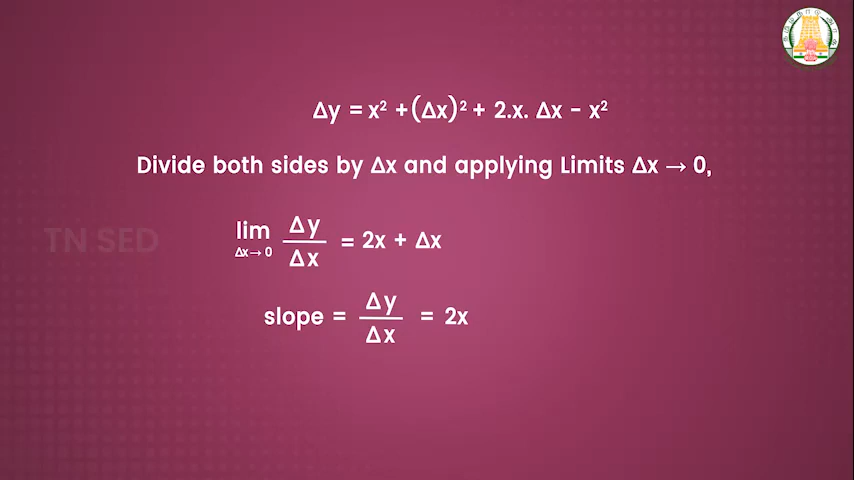 Δy = x² + (Δx)² + 2.x. Δx - x²
Divide both sides by Δx and applying Limits Δx → 0,
lim Δx→0 Δy/Δx = 2x + Δx
slope = Δy/Δx = 2x
TN SED